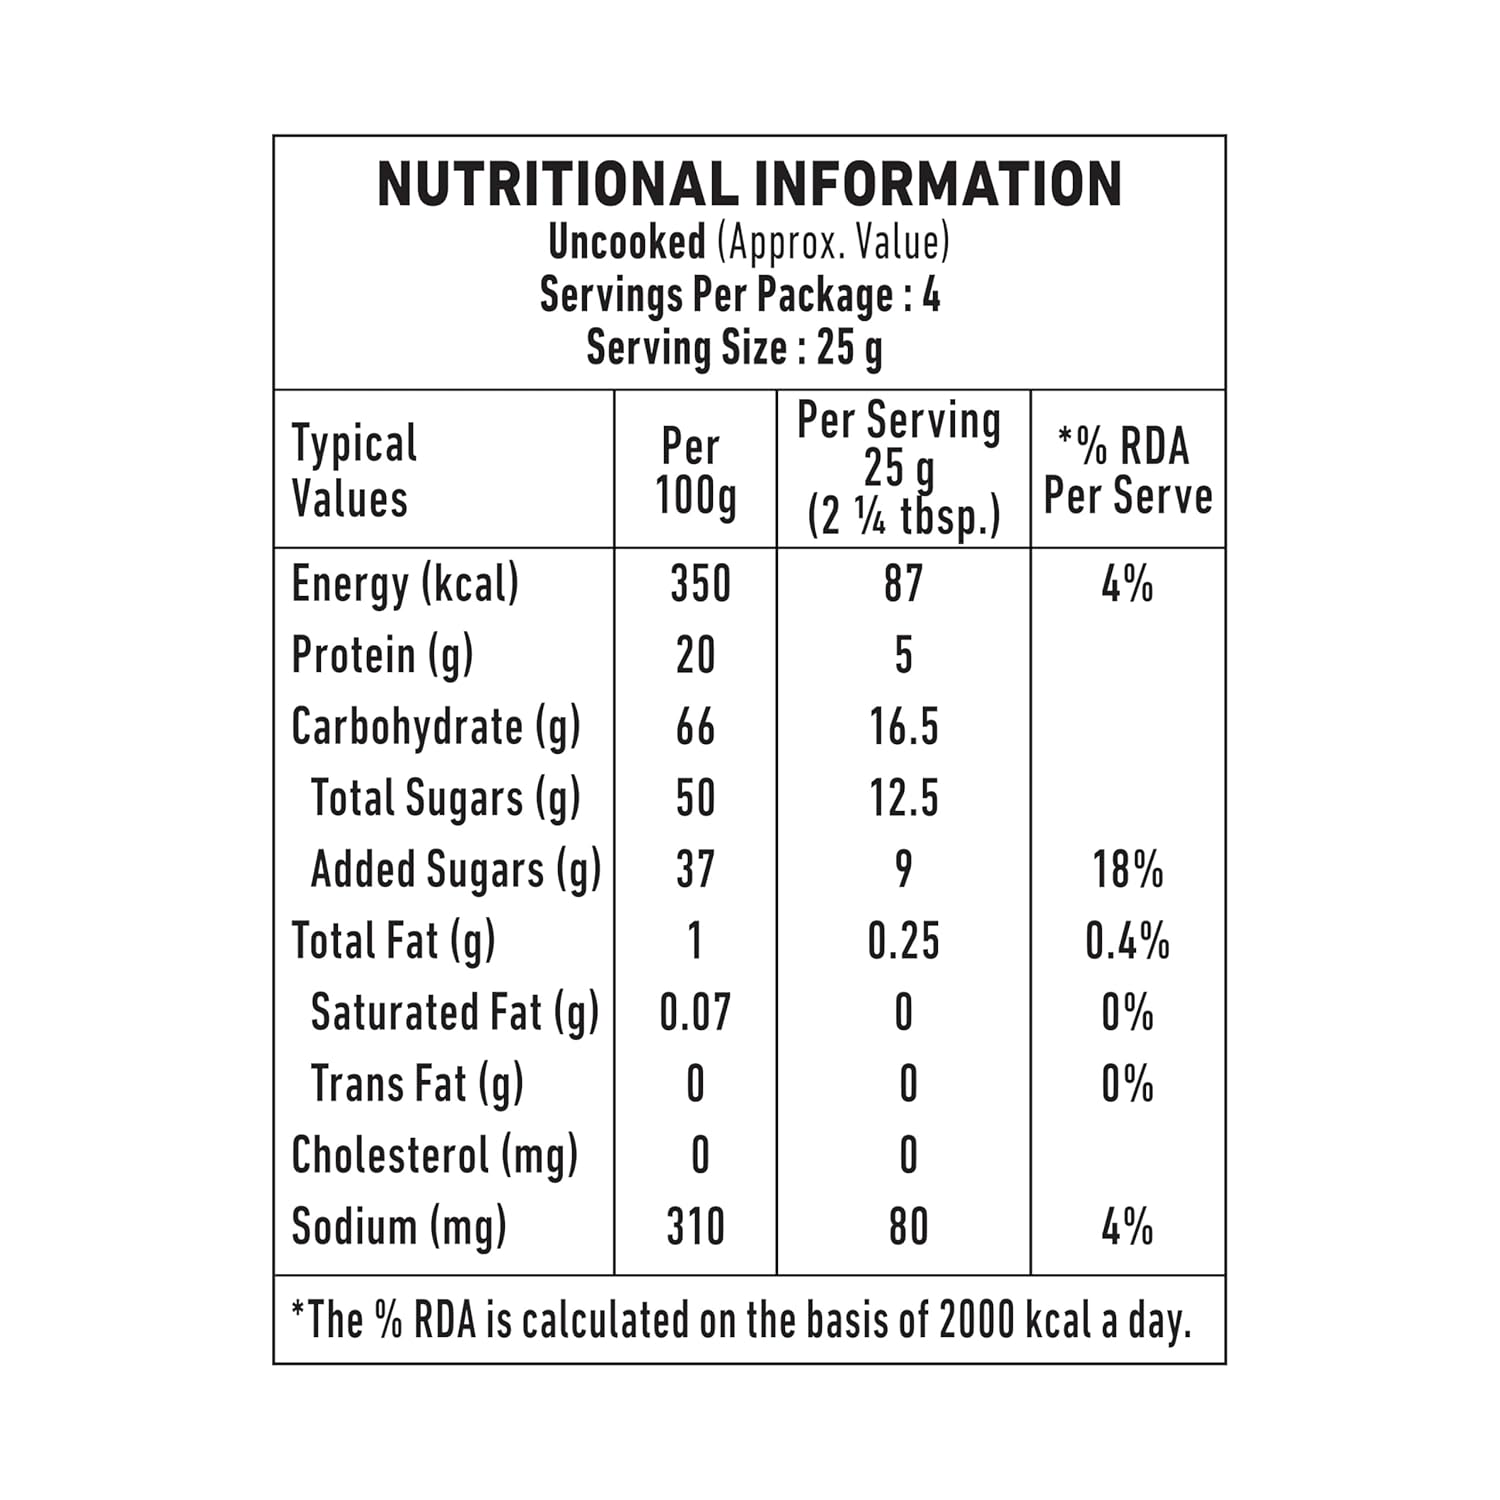 NUTRITIONAL INFORMATION
Uncooked (Approx. Value)
Servings Per Package : 4
Serving Size : 25 g
Typical Values Per 100g Per Serving 25 g (2 ¼ tbsp.) *% RDA Per Serve
Energy (kcal) 350 87 4%
Protein (g) 20 5
Carbohydrate (g) 66 16.5
Total Sugars (g) 50 12.5
Added Sugars (g) 37 9 18%
Total Fat (g) 1 0.25 0.4%
Saturated Fat (g) 0.07 0 0%
Trans Fat (g) 0 0 0%
Cholesterol (mg) 0 0
Sodium (mg) 310 80 4%
*The % RDA is calculated on the basis of 2000 kcal a day.